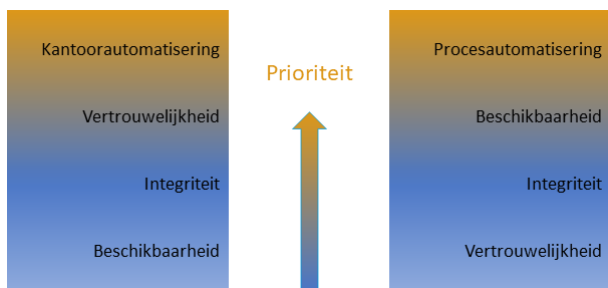 Kantoorautomatisering
Vertrouwelijkheid
Integriteit
Beschikbaarheid
Prioriteit
Procesautomatisering
Beschikbaarheid
Integriteit
Vertrouwelijkheid